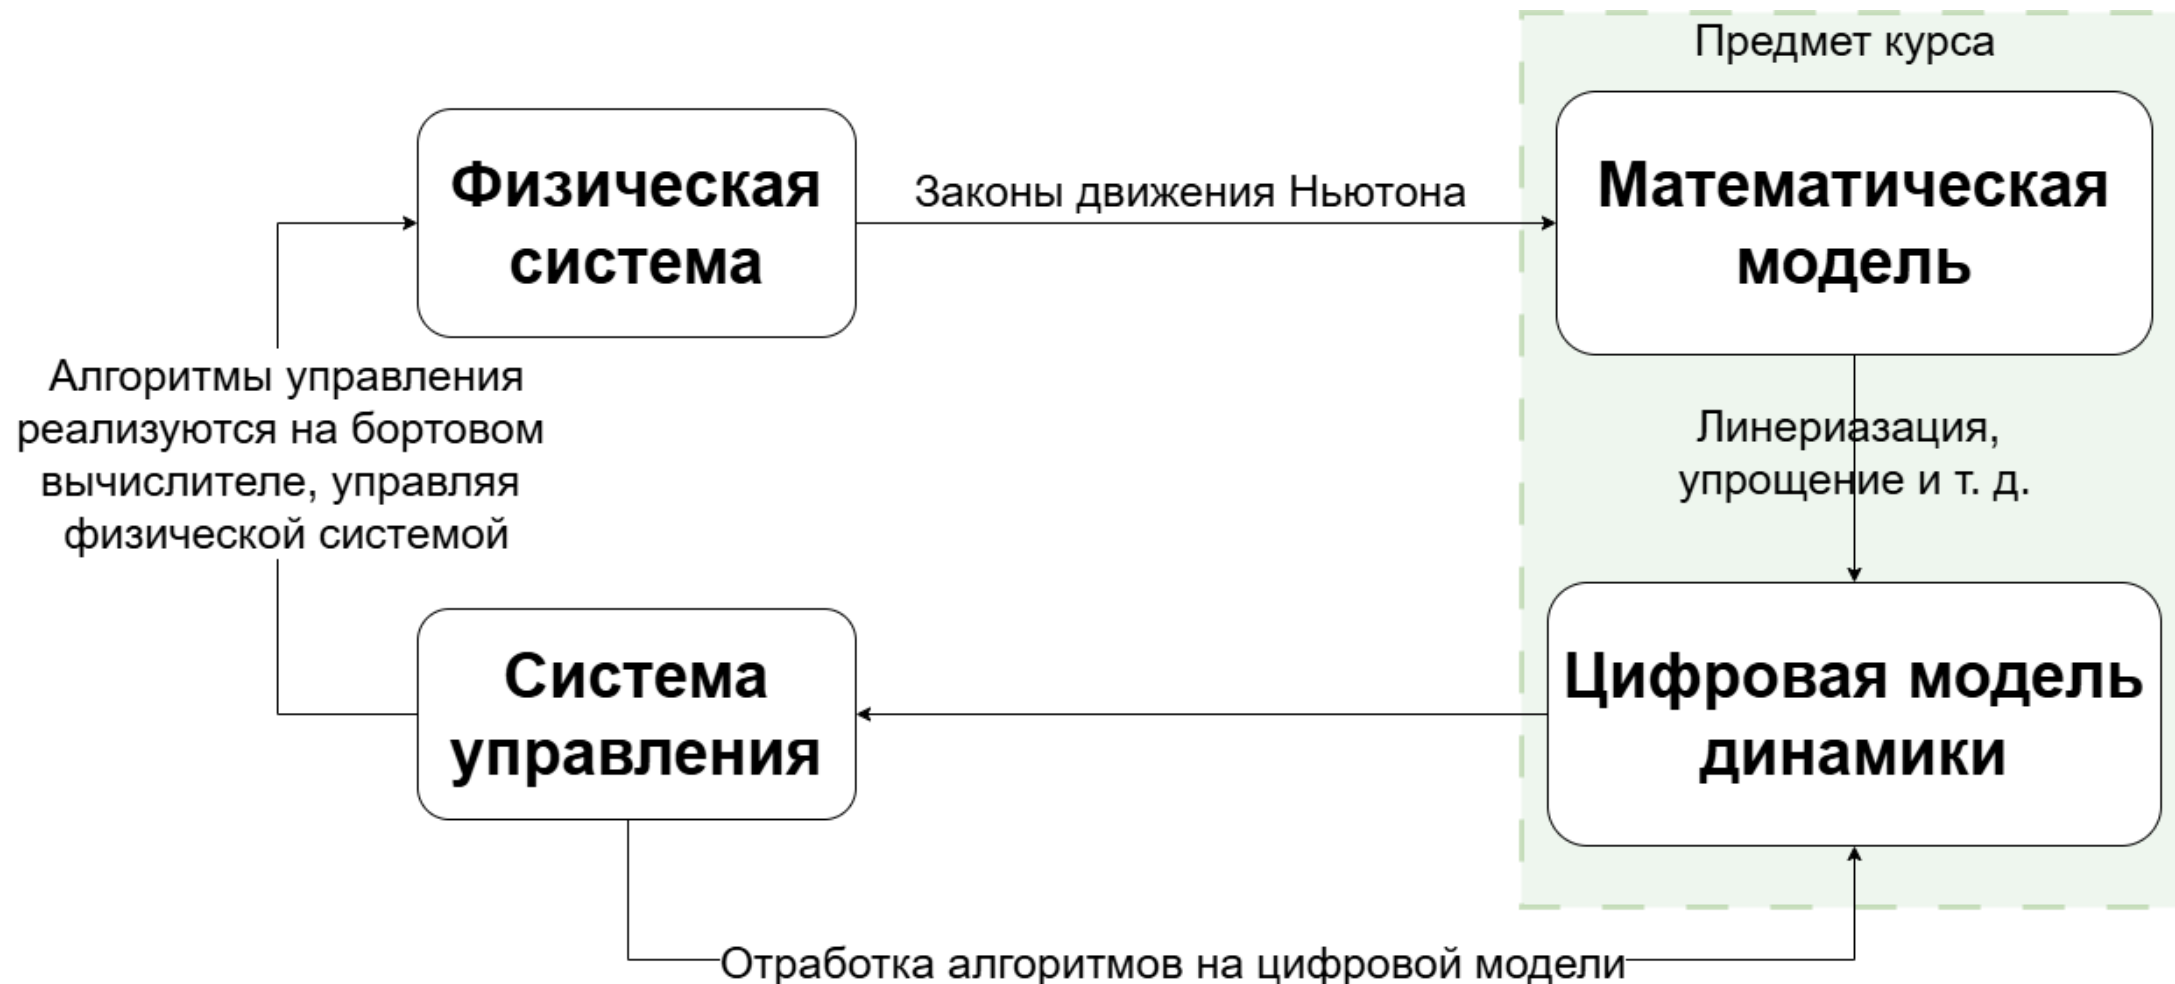 Предмет курса
Физическая
система
Законы движения Ньютона
Математическая
модель
Алгоритмы управления
реализуются на бортовом
вычислителе, управляя
физической системой
Линериазация,
упрощение и т. д.
Система
управления
Цифровая модель
динамики
Отработка алгоритмов на цифровой модели